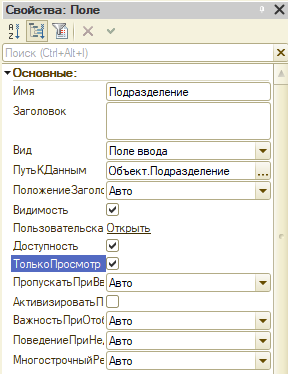 Свойства: Поле
Поиск (Ctrl+Alt+I)
Основные:
Имя Подразделение
Заголовок
Вид Поле ввода
ПутьКДанным Объект.Подразделение ...
ПоложениеЗаголо Авто
Видимость
Пользовательска Открыть
Доступность
ТолькоПросмотр
ПропускатьПриВв Авто
АктивизироватьП
ВажностьПриОтоб Авто
ПоведениеПриНе, Авто
МногострочныйРе Авто